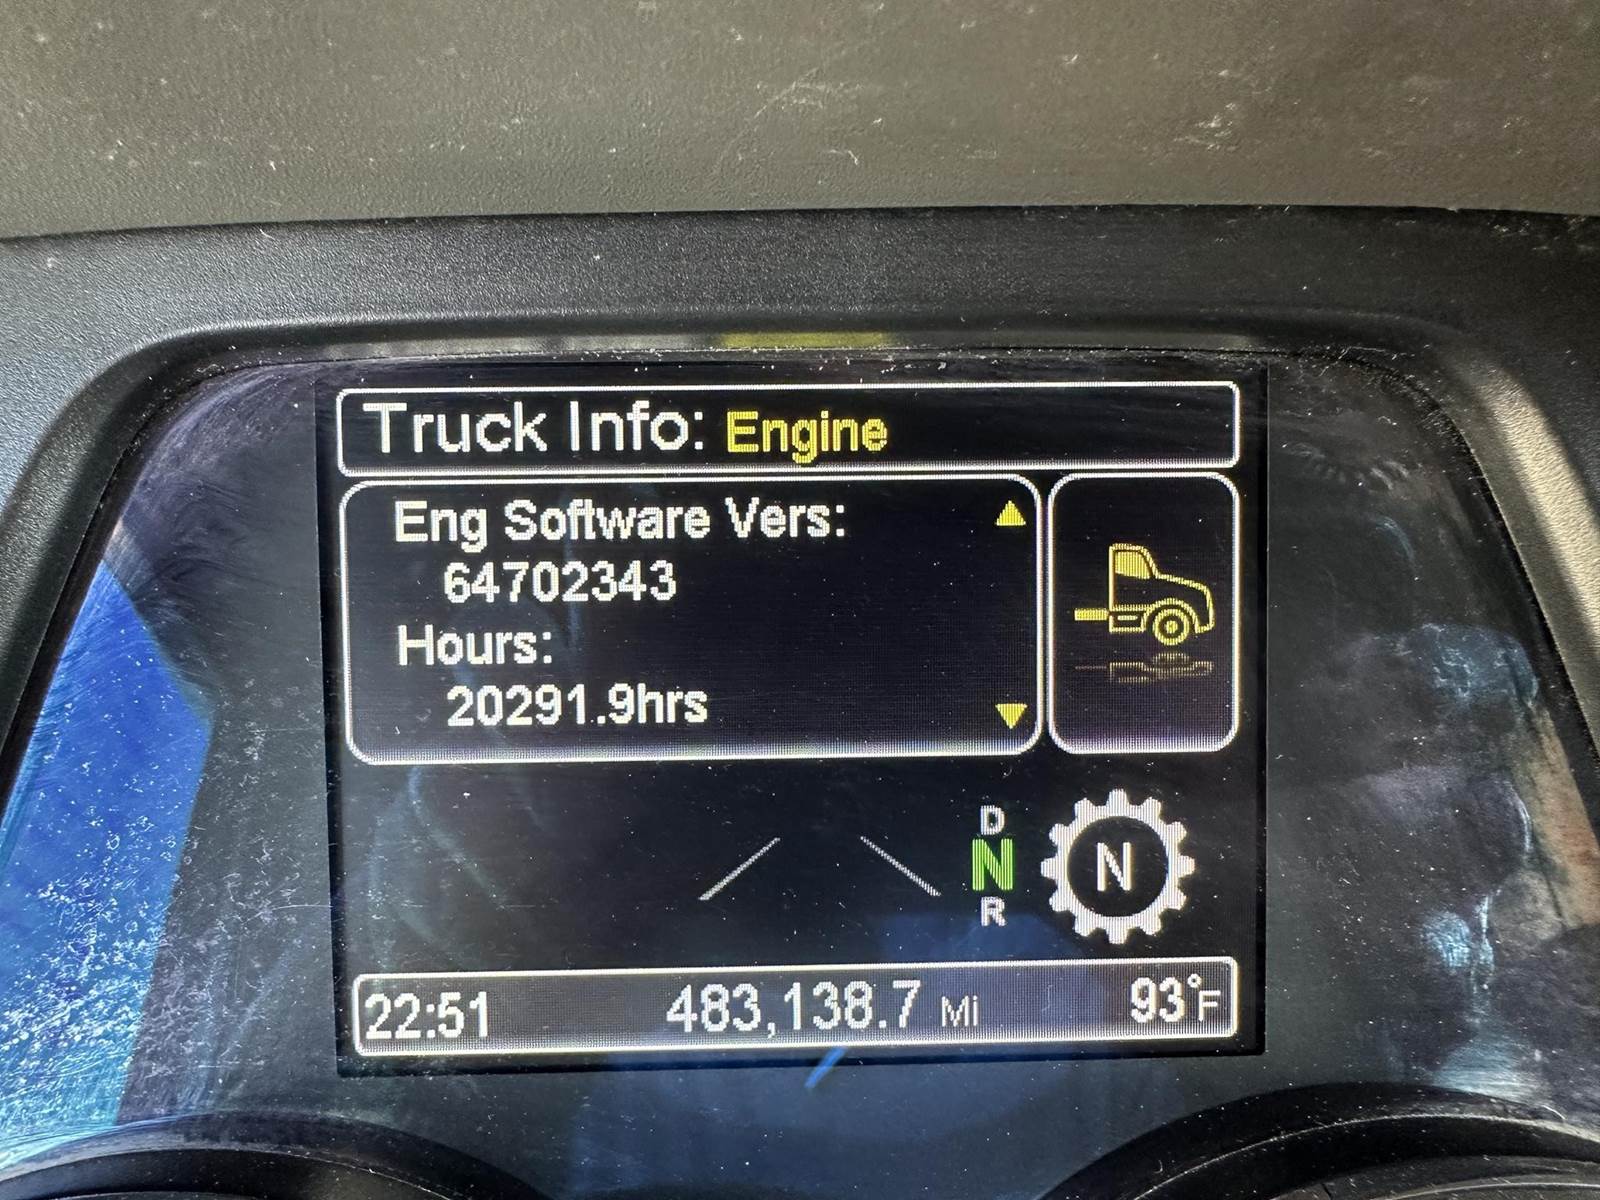 Truck Info: Engine
Eng Software Vers:
64702343
Hours:
20291.9hrs
D
N
R
N
22:51 483,138.7 Mi 93°F